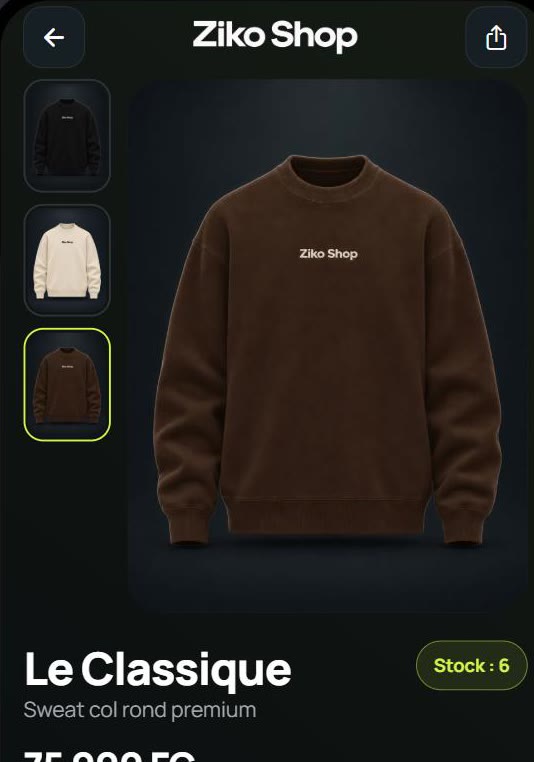 Ziko Shop
Ziko Shop
Le Classique
Stock : 6
Sweat col rond premium